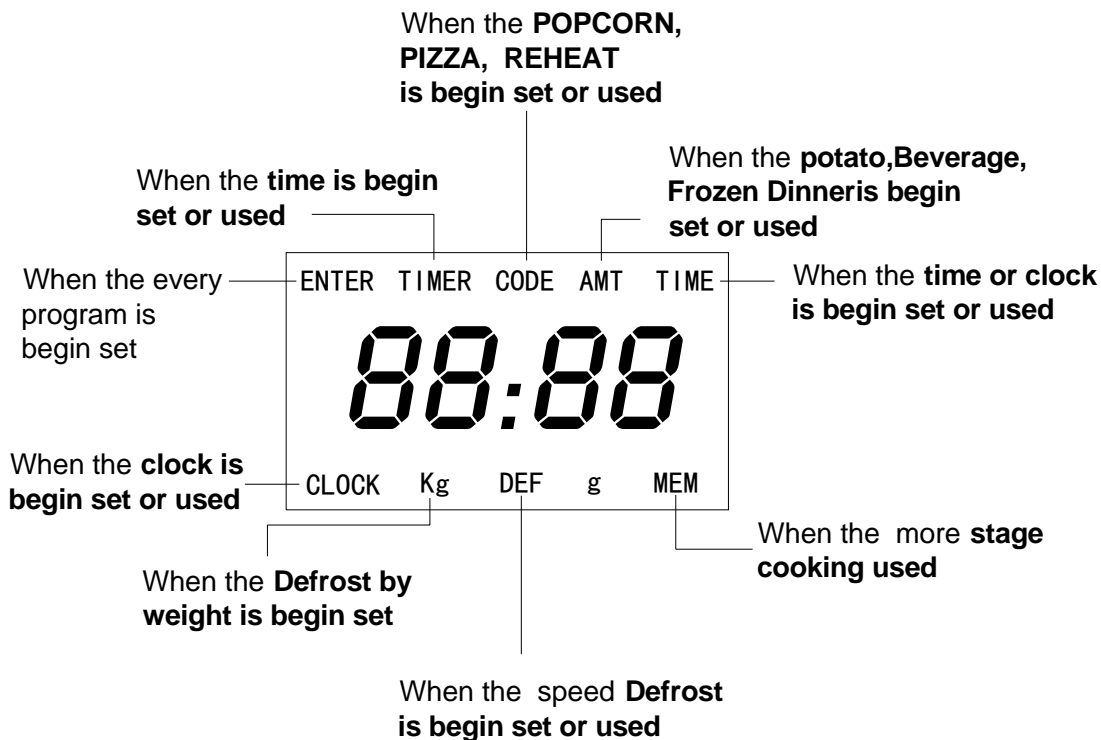 When the POPCORN,
PIZZA, REHEAT
is begin set or used
When the potato,Beverage,
Frozen Dinneris begin
set or used
When the time is begin
set or used
When the every
program is
begin set
ENTER TIMER CODE AMT TIME
When the time or clock
is begin set or used
88:88
When the clock is
begin set or used
CLOCK Kg DEF g MEM
When the more stage
cooking used
When the Defrost by
weight is begin set
When the speed Defrost
is begin set or used